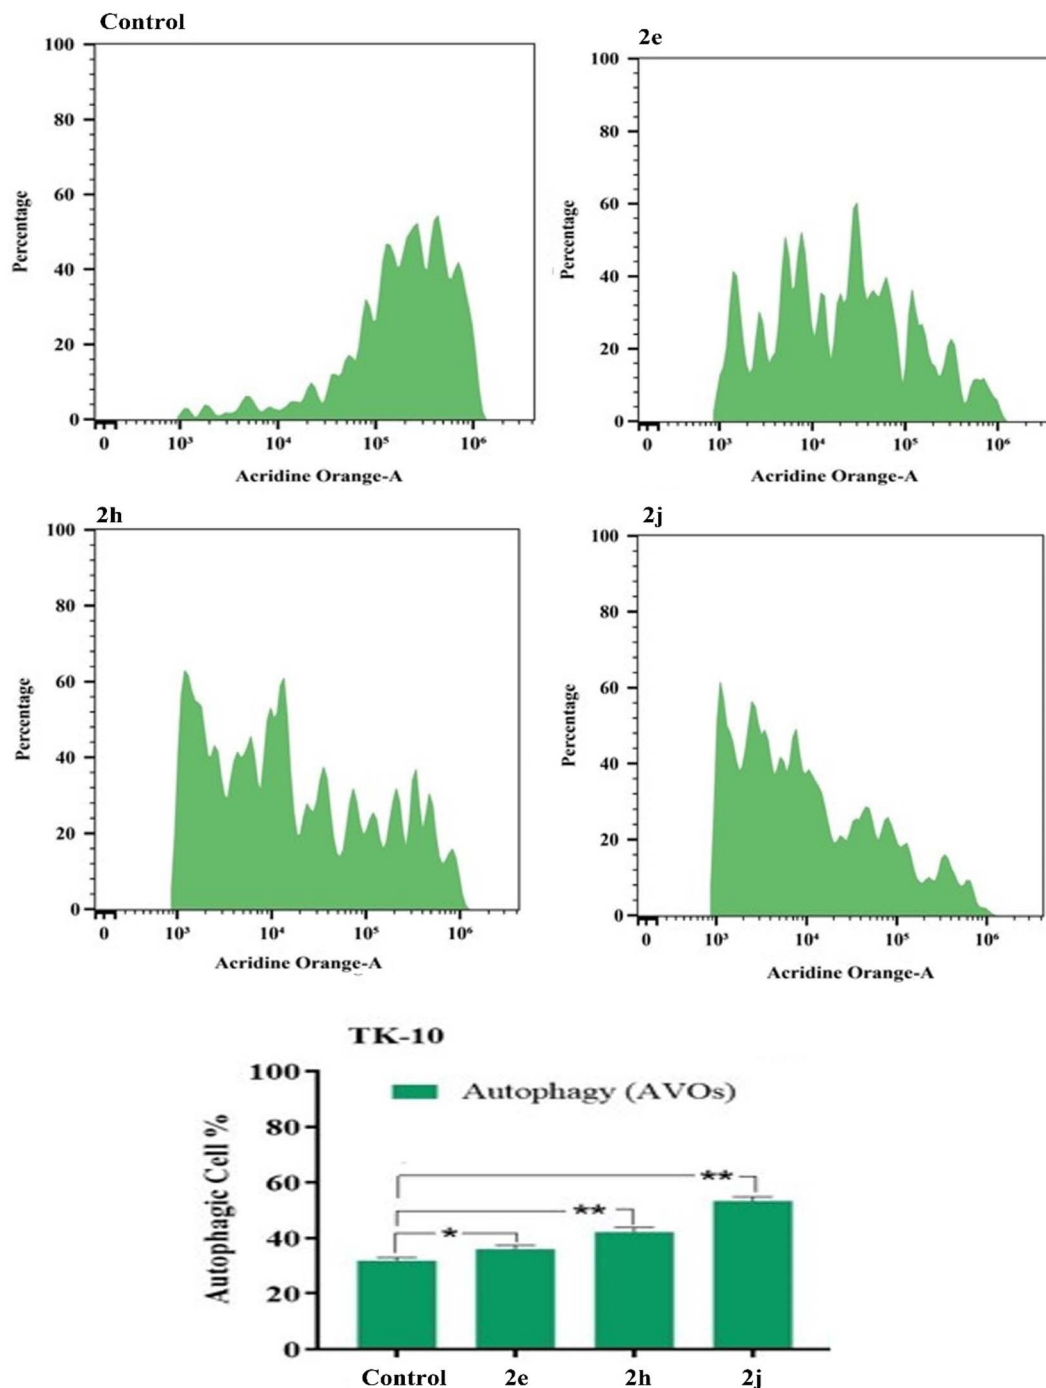 Control
100
80
60
40
20
0
Percentage
0 10³ 10⁴ 10⁵ 10⁶
Acridine Orange-A
2e
100
80
60
40
20
0
Percentage
0 10³ 10⁴ 10⁵ 10⁶
Acridine Orange-A
2h
100
80
60
40
20
0
Percentage
0 10³ 10⁴ 10⁵ 10⁶
Acridine Orange-A
2j
100
80
60
40
20
0
Percentage
0 10³ 10⁴ 10⁵ 10⁶
Acridine Orange-A
TK-10
Autophagy (AVOs)
100
80
60
40
20
0
Autophagic Cell %
**
**
*
Control 2e 2h 2j